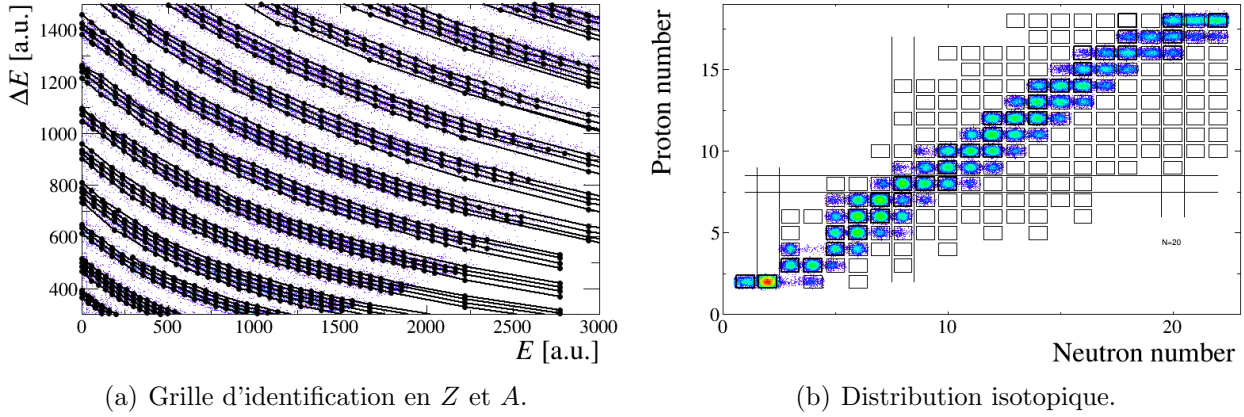 ΔE [a.u.]
1400
1200
1000
800
600
400
0
500
1000
1500
2000
2500
3000
E [a.u.]
(a) Grille d'identification en Z et A.
Proton number
15
10
5
0
N=20
0
10
20
Neutron number
(b) Distribution isotopique.